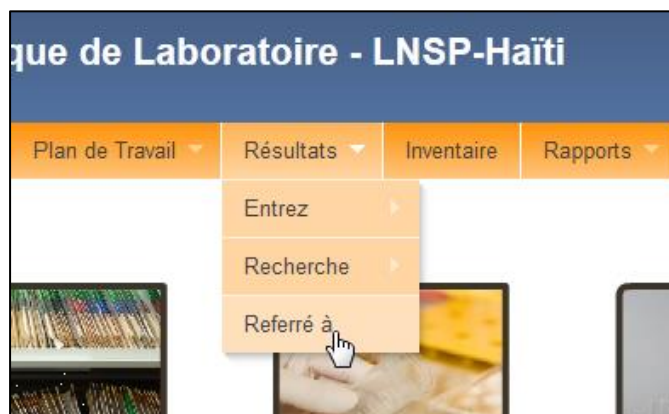 que de Laboratoire - LNSP-Haïti
Plan de Travail Résultats Inventaire Rapports
Entrez
Recherche
Referré à